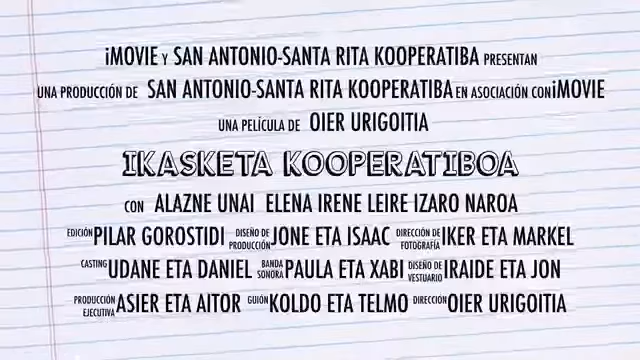 iMOVIE Y SAN ANTONIO-SANTA RITA KOOPERATIBA PRESENTAN
UNA PRODUCCIÓN DE SAN ANTONIO-SANTA RITA KOOPERATIBA EN ASOCIACIÓN CON iMOVIE
UNA PELÍCULA DE OIER URIGOITIA
IKASKETA KOOPERATIBOA
CON ALAZNE UNAI ELENA IRENE LEIRE IZARO NAROA
EDICIÓN PILAR GOROSTIDI DISEÑO DE PRODUCCIÓN JONE ETA ISAAC DIRECCIÓN DE FOTOGRAFÍA IKER ETA MARKEL
CASTING UDANE ETA DANIEL BANDA SONORA PAULA ETA XABI DISEÑO DE VESTUARIO IRAIDE ETA JON
PRODUCCIÓN EJECUTIVA ASIER ETA AITOR GUIÓN KOLDO ETA TELMO DIRECCIÓN OIER URIGOITIA